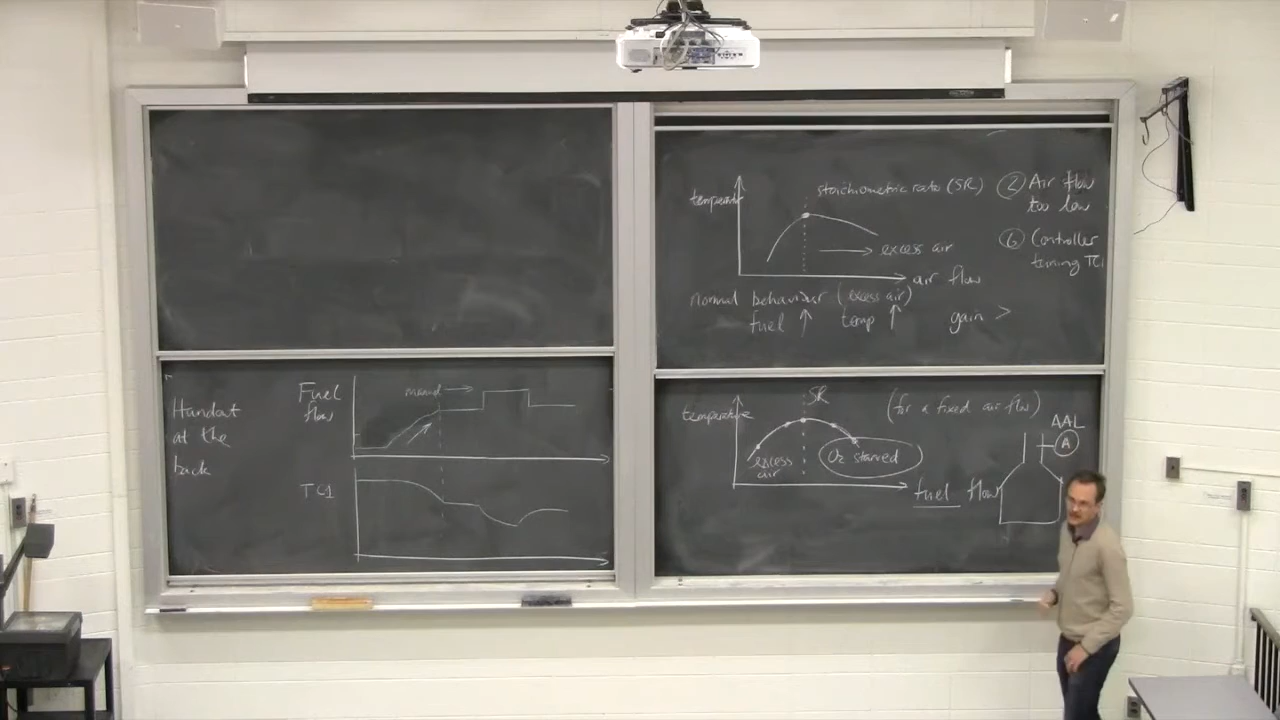 Handout
at the
back
Fuel
flow
manual
TC1
temperatur
stoichiometric ratio (SR)
excess air
air flow
normal behaviour (excess air)
fuel ↑ temp ↑ gain >
② Air flow
too low
⑥ Controller
tuning TC1
temperature
SR
(for a fixed air flow)
excess
air
O2 starved
fuel flow
AAL
A